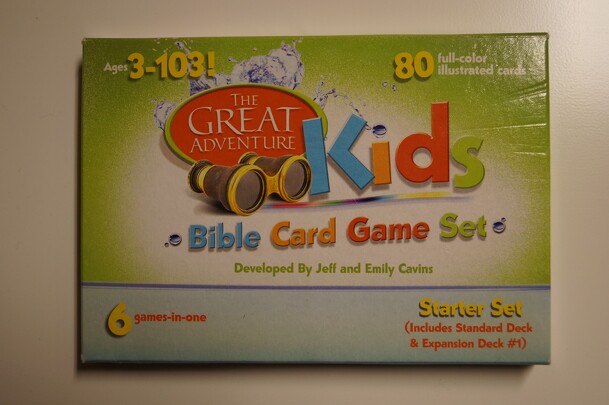 Ages 3-103!
80 full-color
illustrated cards
THE
GREAT
ADVENTURE
Kids
Bible Card Game Set
Developed By Jeff and Emily Cavins
6 games-in-one
Starter Set
(Includes Standard Deck
& Expansion Deck #1)